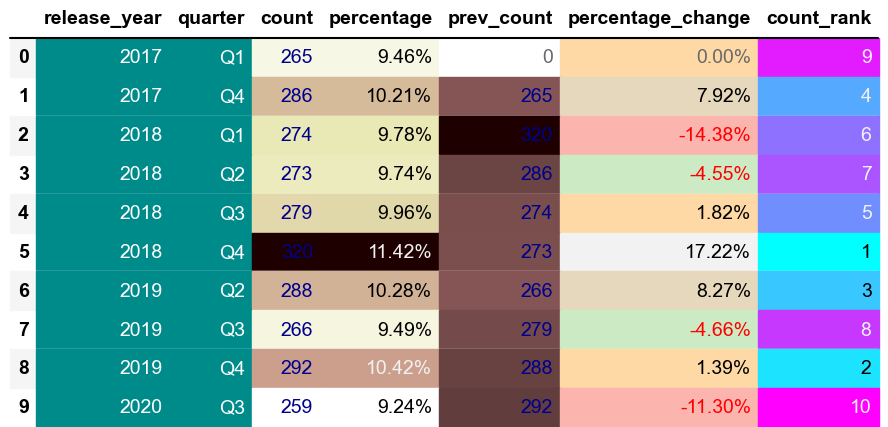 release_year quarter count percentage prev_count percentage_change count_rank
0 2017 Q1 265 9.46% 0 0.00% 9
1 2017 Q4 286 10.21% 265 7.92% 4
2 2018 Q1 274 9.78% 320 -14.38% 6
3 2018 Q2 273 9.74% 286 -4.55% 7
4 2018 Q3 279 9.96% 274 1.82% 5
5 2018 Q4 320 11.42% 273 17.22% 1
6 2019 Q2 288 10.28% 266 8.27% 3
7 2019 Q3 266 9.49% 279 -4.66% 8
8 2019 Q4 292 10.42% 288 1.39% 2
9 2020 Q3 259 9.24% 292 -11.30% 10